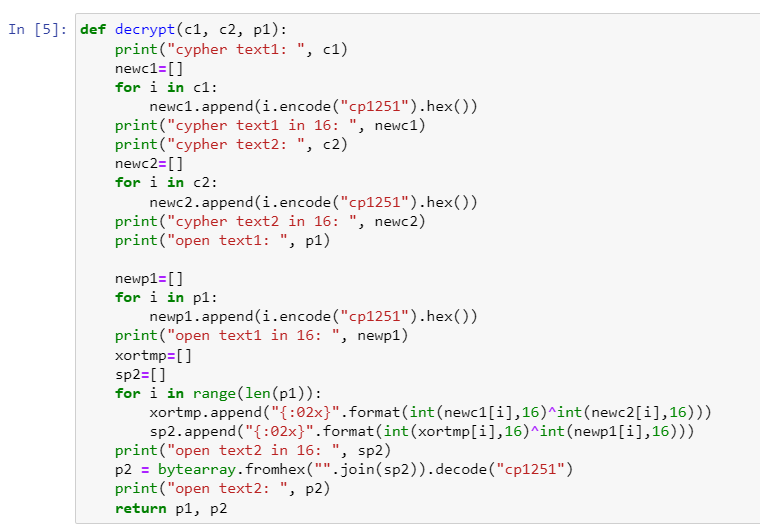 In [5]: def decrypt(c1, c2, p1):
    print("cypher text1: ", c1)
    newc1=[]
    for i in c1:
        newc1.append(i.encode("cp1251").hex())
    print("cypher text1 in 16: ", newc1)
    print("cypher text2: ", c2)
    newc2=[]
    for i in c2:
        newc2.append(i.encode("cp1251").hex())
    print("cypher text2 in 16: ", newc2)
    print("open text1: ", p1)

    newp1=[]
    for i in p1:
        newp1.append(i.encode("cp1251").hex())
    print("open text1 in 16: ", newp1)
    xortmp=[]
    sp2=[]
    for i in range(len(p1)):
        xortmp.append("{:02x}".format(int(newc1[i],16)^int(newc2[i],16)))
        sp2.append("{:02x}".format(int(xortmp[i],16)^int(newp1[i],16)))
    print("open text2 in 16: ", sp2)
    p2 = bytearray.fromhex("".join(sp2)).decode("cp1251")
    print("open text2: ", p2)
    return p1, p2